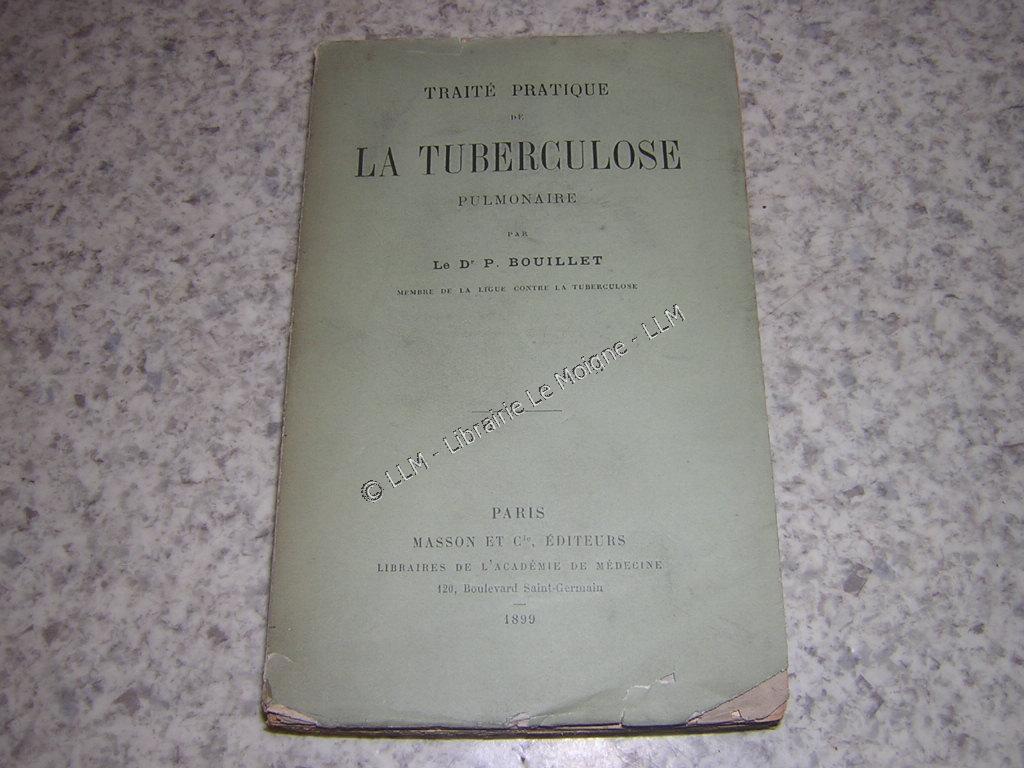 TRAITÉ PRATIQUE
DE
LA TUBERCULOSE
PULMONAIRE
PAR
Le Dr P. BOUILLET
MEMBRE DE LA LIGUE CONTRE LA TUBERCULOSE
© LLM - Librairie Le Moigne - LLM
PARIS
MASSON ET Cie, ÉDITEURS
LIBRAIRES DE L'ACADÉMIE DE MÉDECINE
120, Boulevard Saint-Germain
1899